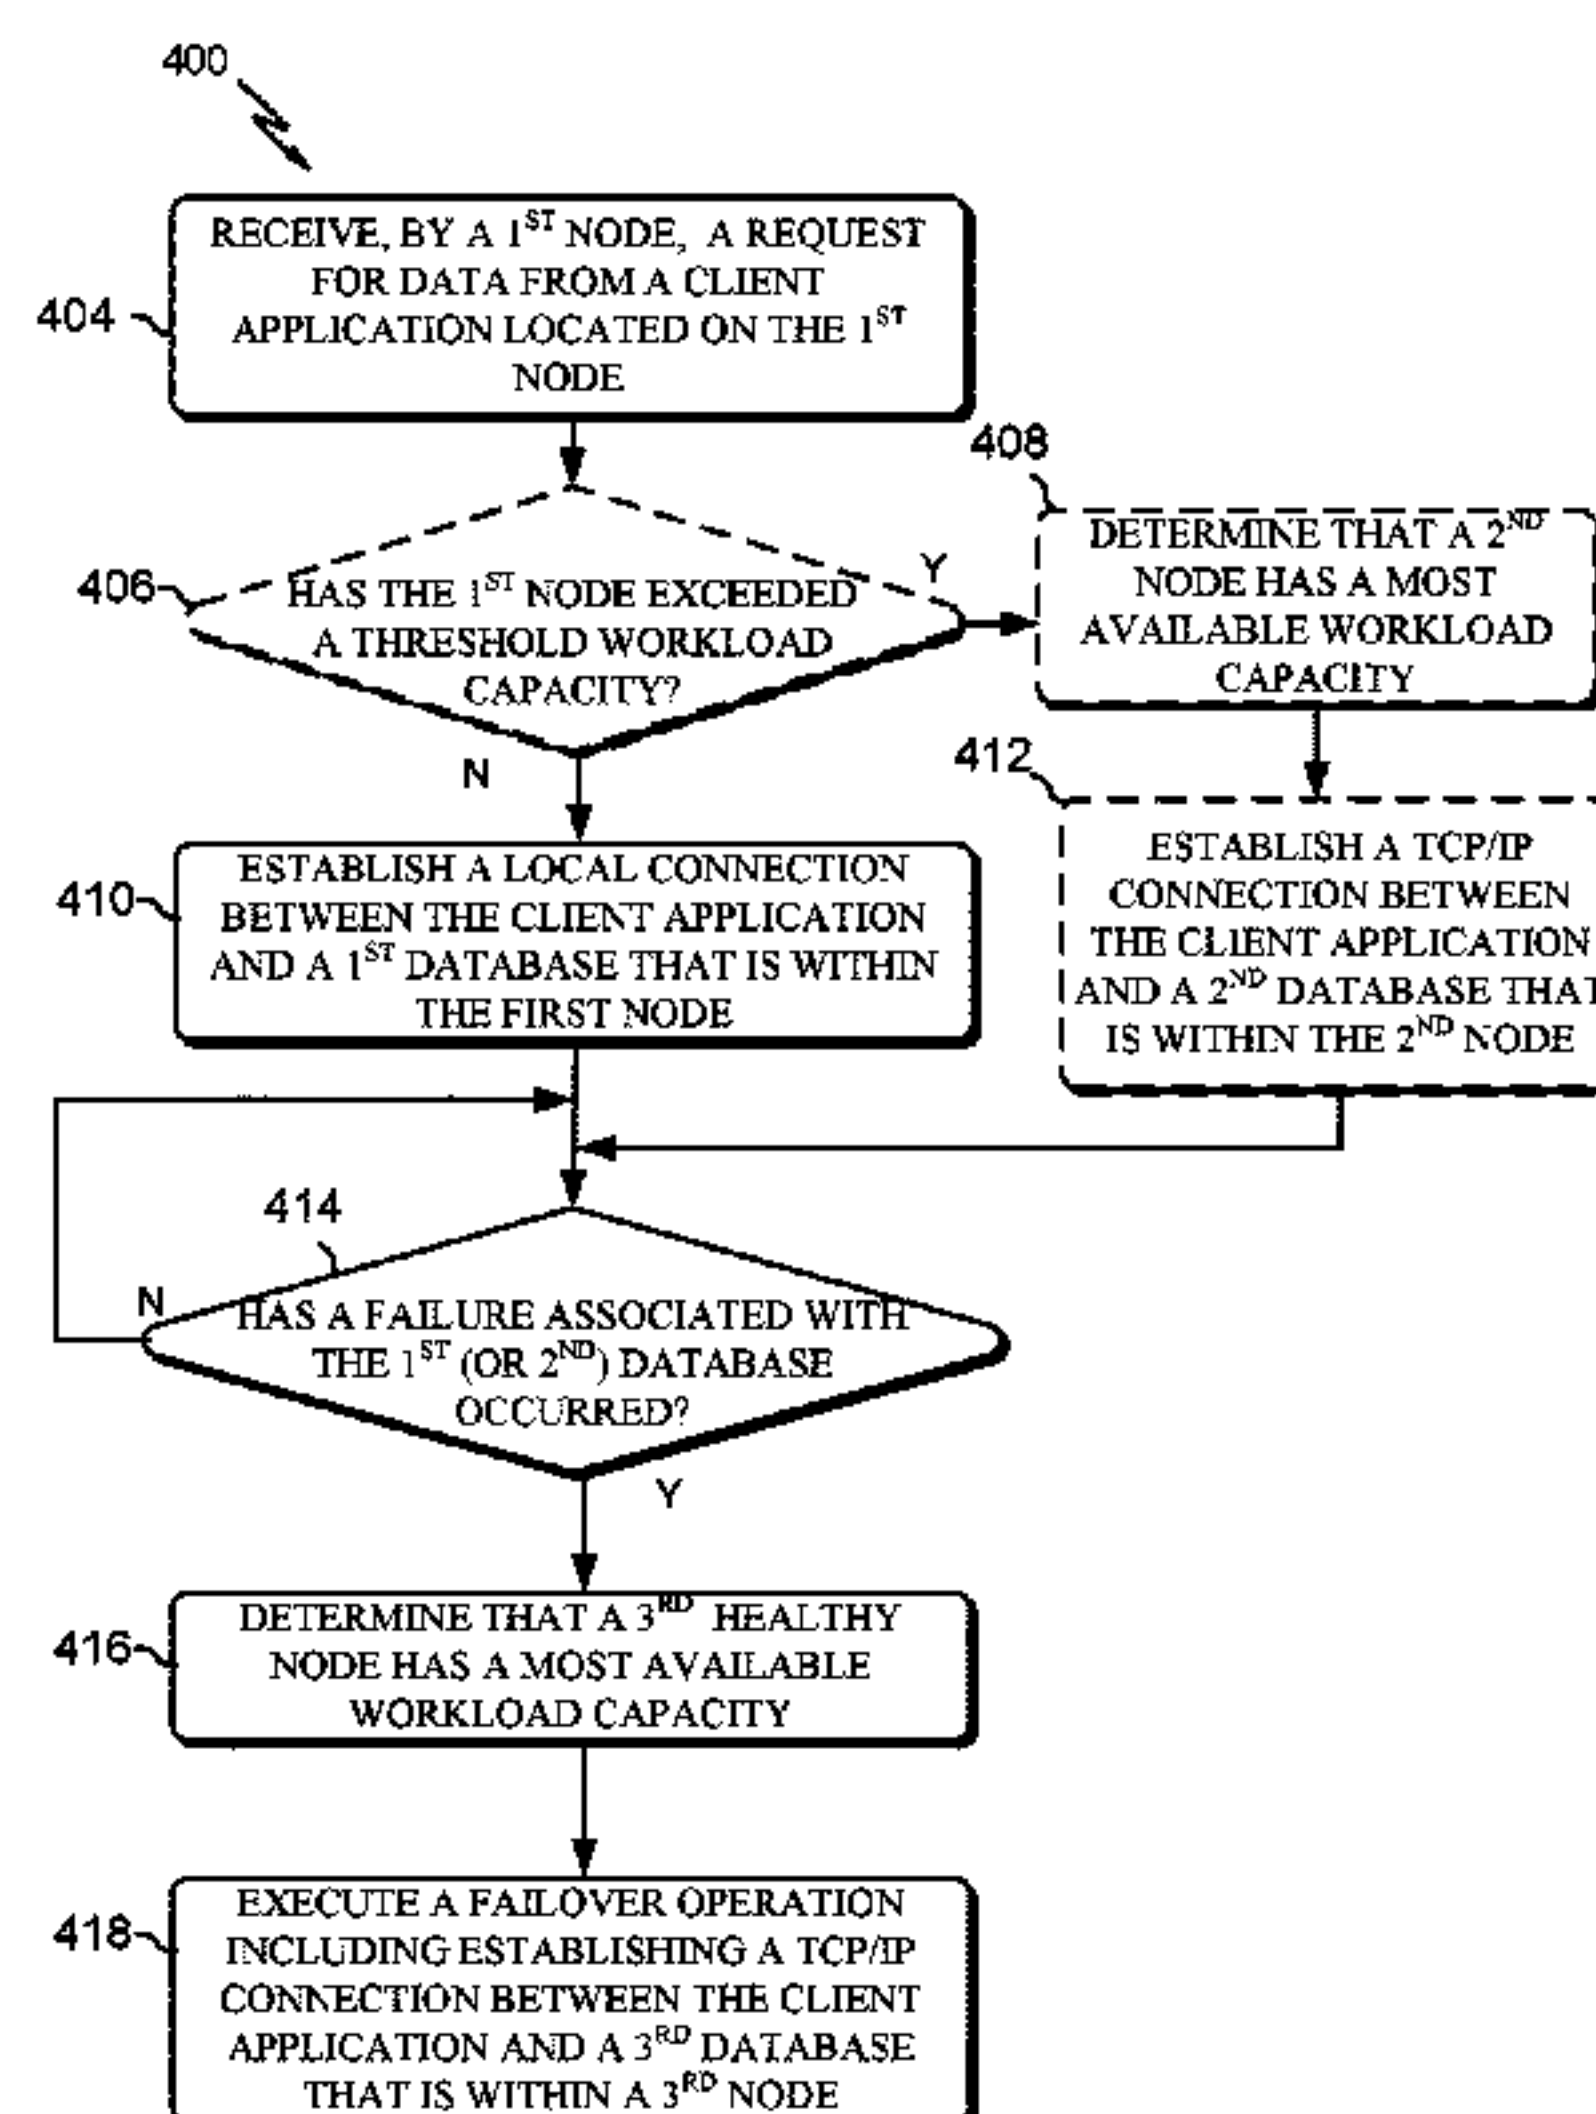 400
404
RECEIVE, BY A 1ST NODE, A REQUEST
FOR DATA FROM A CLIENT
APPLICATION LOCATED ON THE 1ST
NODE
406
HAS THE 1ST NODE EXCEEDED
A THRESHOLD WORKLOAD
CAPACITY?
Y
N
408
DETERMINE THAT A 2ND
NODE HAS A MOST
AVAILABLE WORKLOAD
CAPACITY
410
ESTABLISH A LOCAL CONNECTION
BETWEEN THE CLIENT APPLICATION
AND A 1ST DATABASE THAT IS WITHIN
THE FIRST NODE
412
ESTABLISH A TCP/IP
CONNECTION BETWEEN
THE CLIENT APPLICATION
AND A 2ND DATABASE THAT
IS WITHIN THE 2ND NODE
414
N
HAS A FAILURE ASSOCIATED WITH
THE 1ST (OR 2ND) DATABASE
OCCURRED?
Y
416
DETERMINE THAT A 3RD HEALTHY
NODE HAS A MOST AVAILABLE
WORKLOAD CAPACITY
418
EXECUTE A FAILOVER OPERATION
INCLUDING ESTABLISHING A TCP/IP
CONNECTION BETWEEN THE CLIENT
APPLICATION AND A 3RD DATABASE
THAT IS WITHIN A 3RD NODE